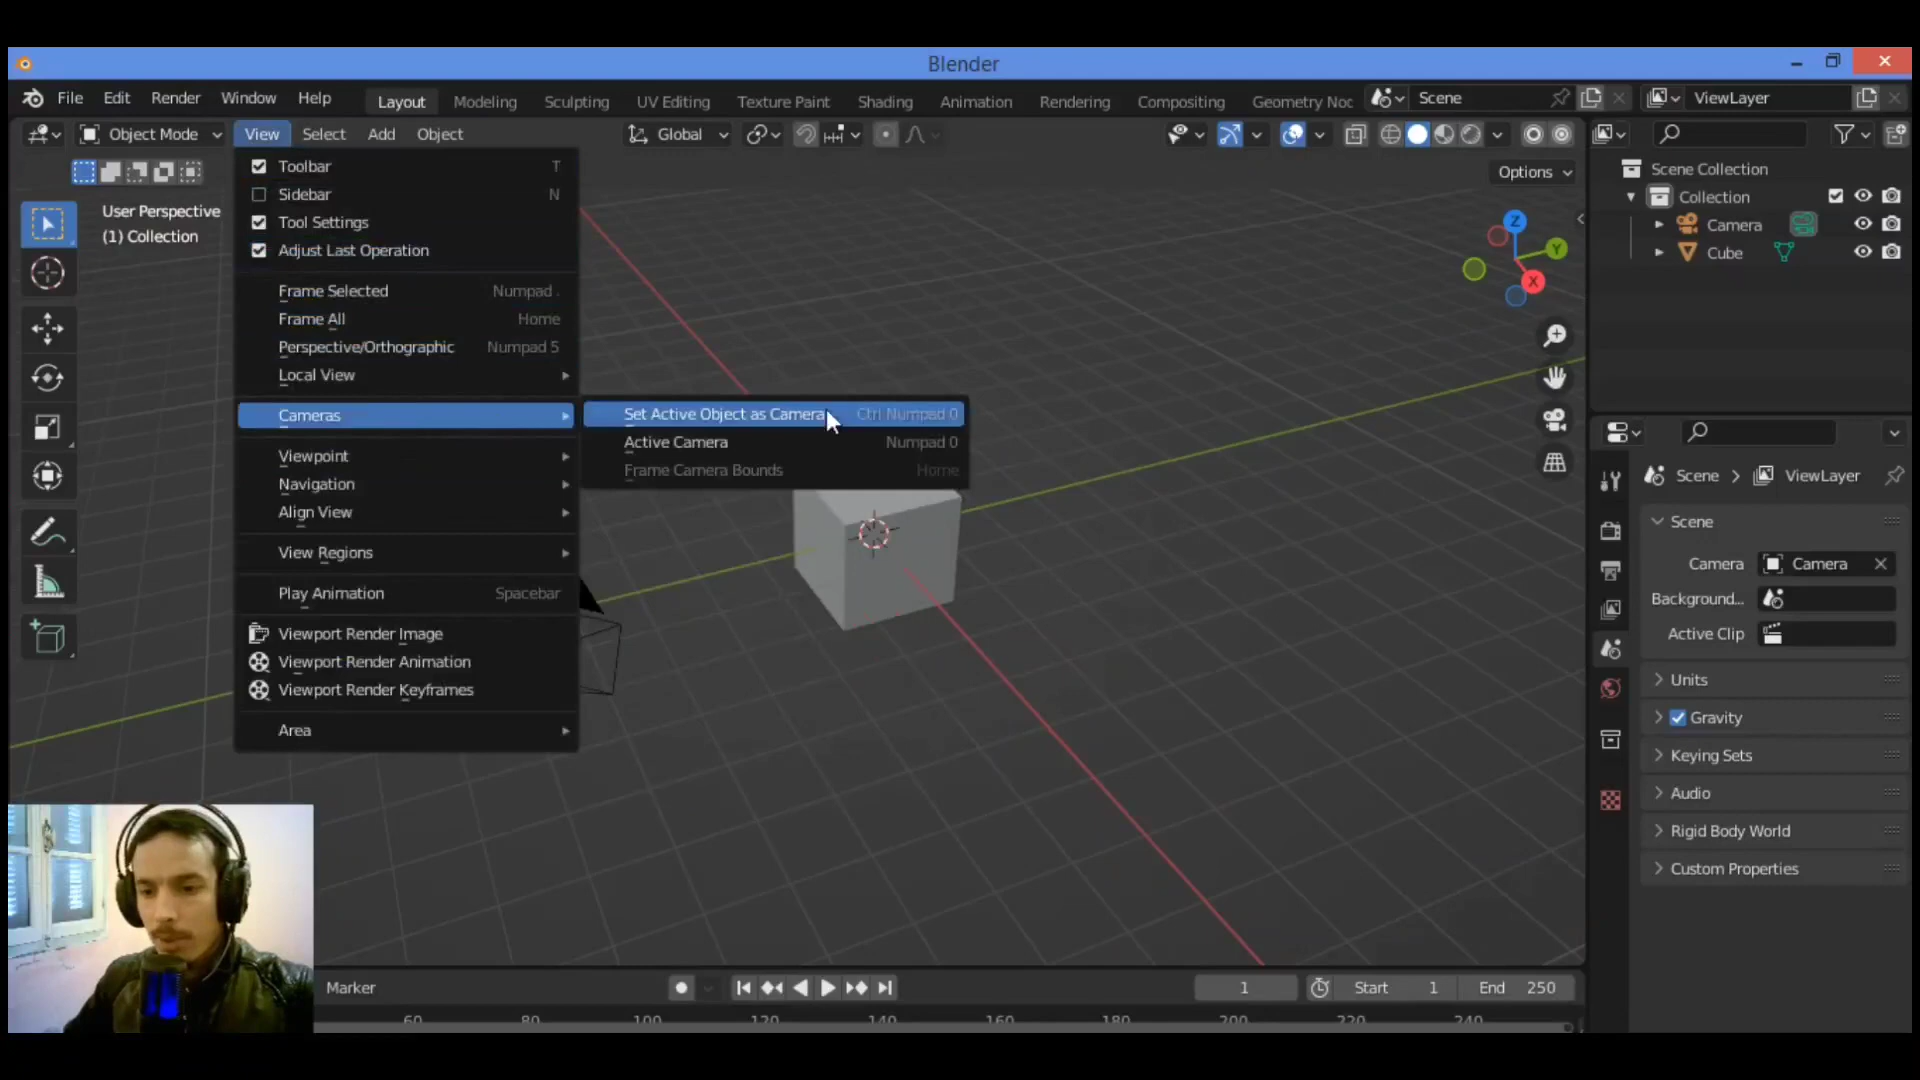 Blender
File Edit Render Window Help Layout Modeling Sculpting UV Editing Texture Paint Shading Animation Rendering Compositing Geometry Noc Scene ViewLayer
Object Mode View Select Add Object Global
Options
User Perspective
(1) Collection
Toolbar T
Sidebar N
Tool Settings
Adjust Last Operation
Frame Selected Numpad .
Frame All Home
Perspective/Orthographic Numpad 5
Local View
Cameras
Viewpoint
Navigation
Align View
View Regions
Play Animation Spacebar
Viewport Render Image
Viewport Render Animation
Viewport Render Keyframes
Area
Set Active Object as Camera Ctrl Numpad 0
Active Camera Numpad 0
Frame Camera Bounds Home
Z
Y
X
Scene Collection
Collection
Camera
Cube
Scene > ViewLayer
Scene
Camera Camera
Background...
Active Clip
Units
Gravity
Keying Sets
Audio
Rigid Body World
Custom Properties
Marker 1 Start 1 End 250
60 80 100 120 140 160 180 200 220 240